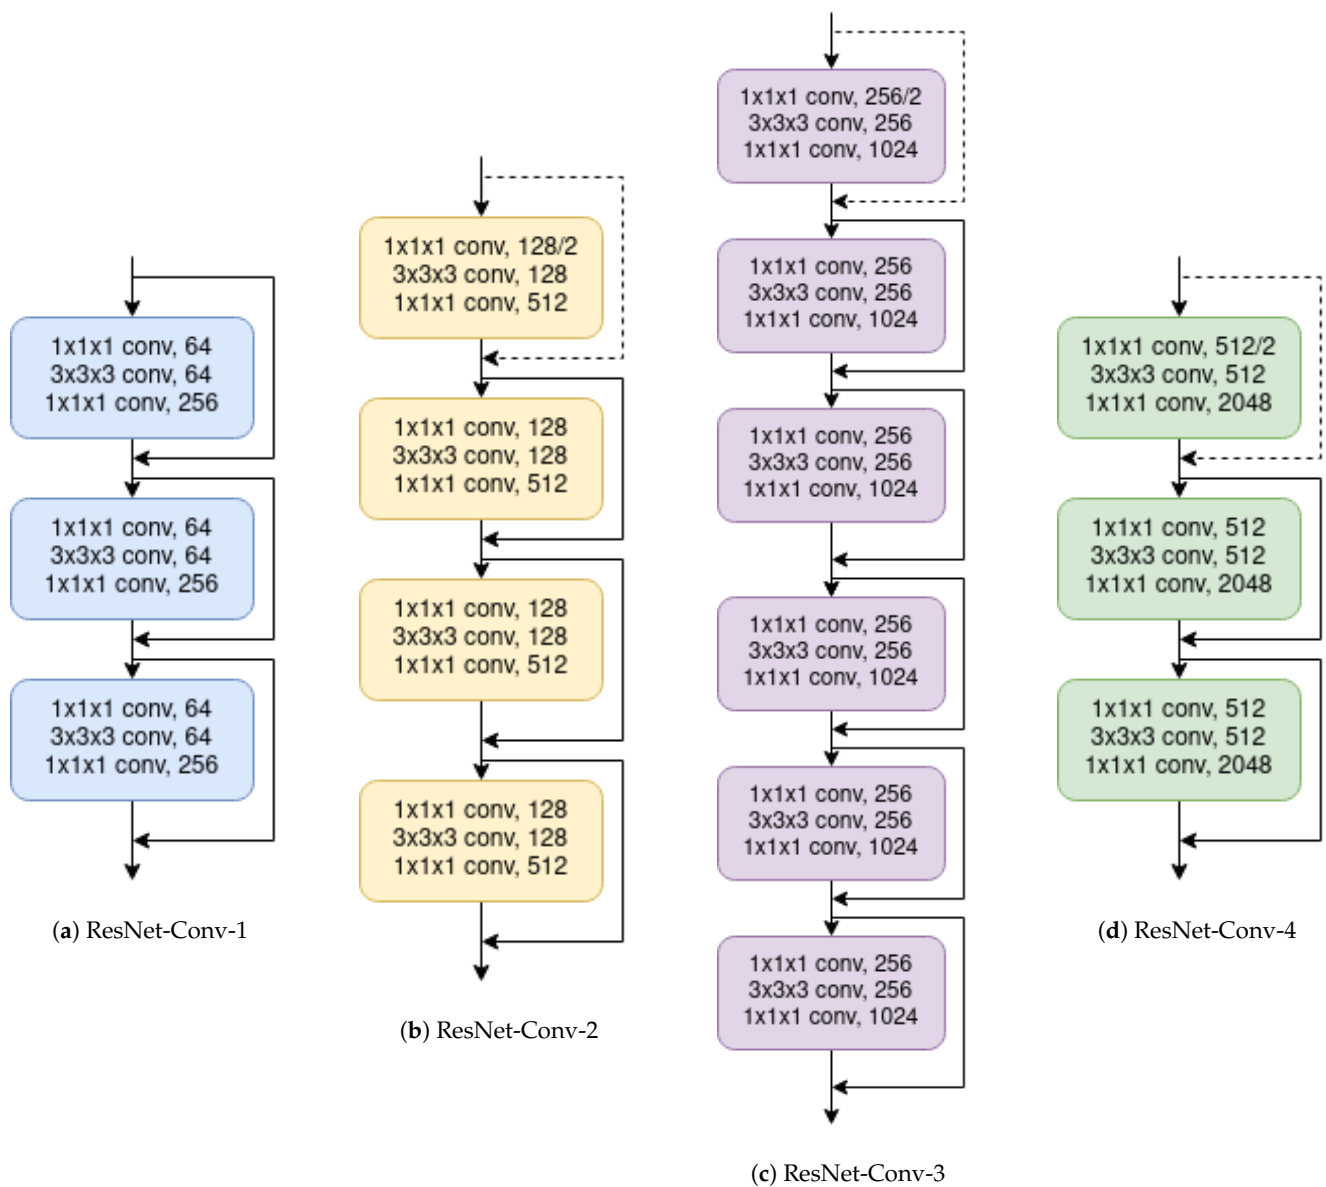 1x1x1 conv, 64
3x3x3 conv, 64
1x1x1 conv, 256
1x1x1 conv, 64
3x3x3 conv, 64
1x1x1 conv, 256
1x1x1 conv, 64
3x3x3 conv, 64
1x1x1 conv, 256
(a) ResNet-Conv-1
1x1x1 conv, 128/2
3x3x3 conv, 128
1x1x1 conv, 512
1x1x1 conv, 128
3x3x3 conv, 128
1x1x1 conv, 512
1x1x1 conv, 128
3x3x3 conv, 128
1x1x1 conv, 512
1x1x1 conv, 128
3x3x3 conv, 128
1x1x1 conv, 512
(b) ResNet-Conv-2
1x1x1 conv, 256/2
3x3x3 conv, 256
1x1x1 conv, 1024
1x1x1 conv, 256
3x3x3 conv, 256
1x1x1 conv, 1024
1x1x1 conv, 256
3x3x3 conv, 256
1x1x1 conv, 1024
1x1x1 conv, 256
3x3x3 conv, 256
1x1x1 conv, 1024
1x1x1 conv, 256
3x3x3 conv, 256
1x1x1 conv, 1024
1x1x1 conv, 256
3x3x3 conv, 256
1x1x1 conv, 1024
(c) ResNet-Conv-3
1x1x1 conv, 512/2
3x3x3 conv, 512
1x1x1 conv, 2048
1x1x1 conv, 512
3x3x3 conv, 512
1x1x1 conv, 2048
1x1x1 conv, 512
3x3x3 conv, 512
1x1x1 conv, 2048
(d) ResNet-Conv-4